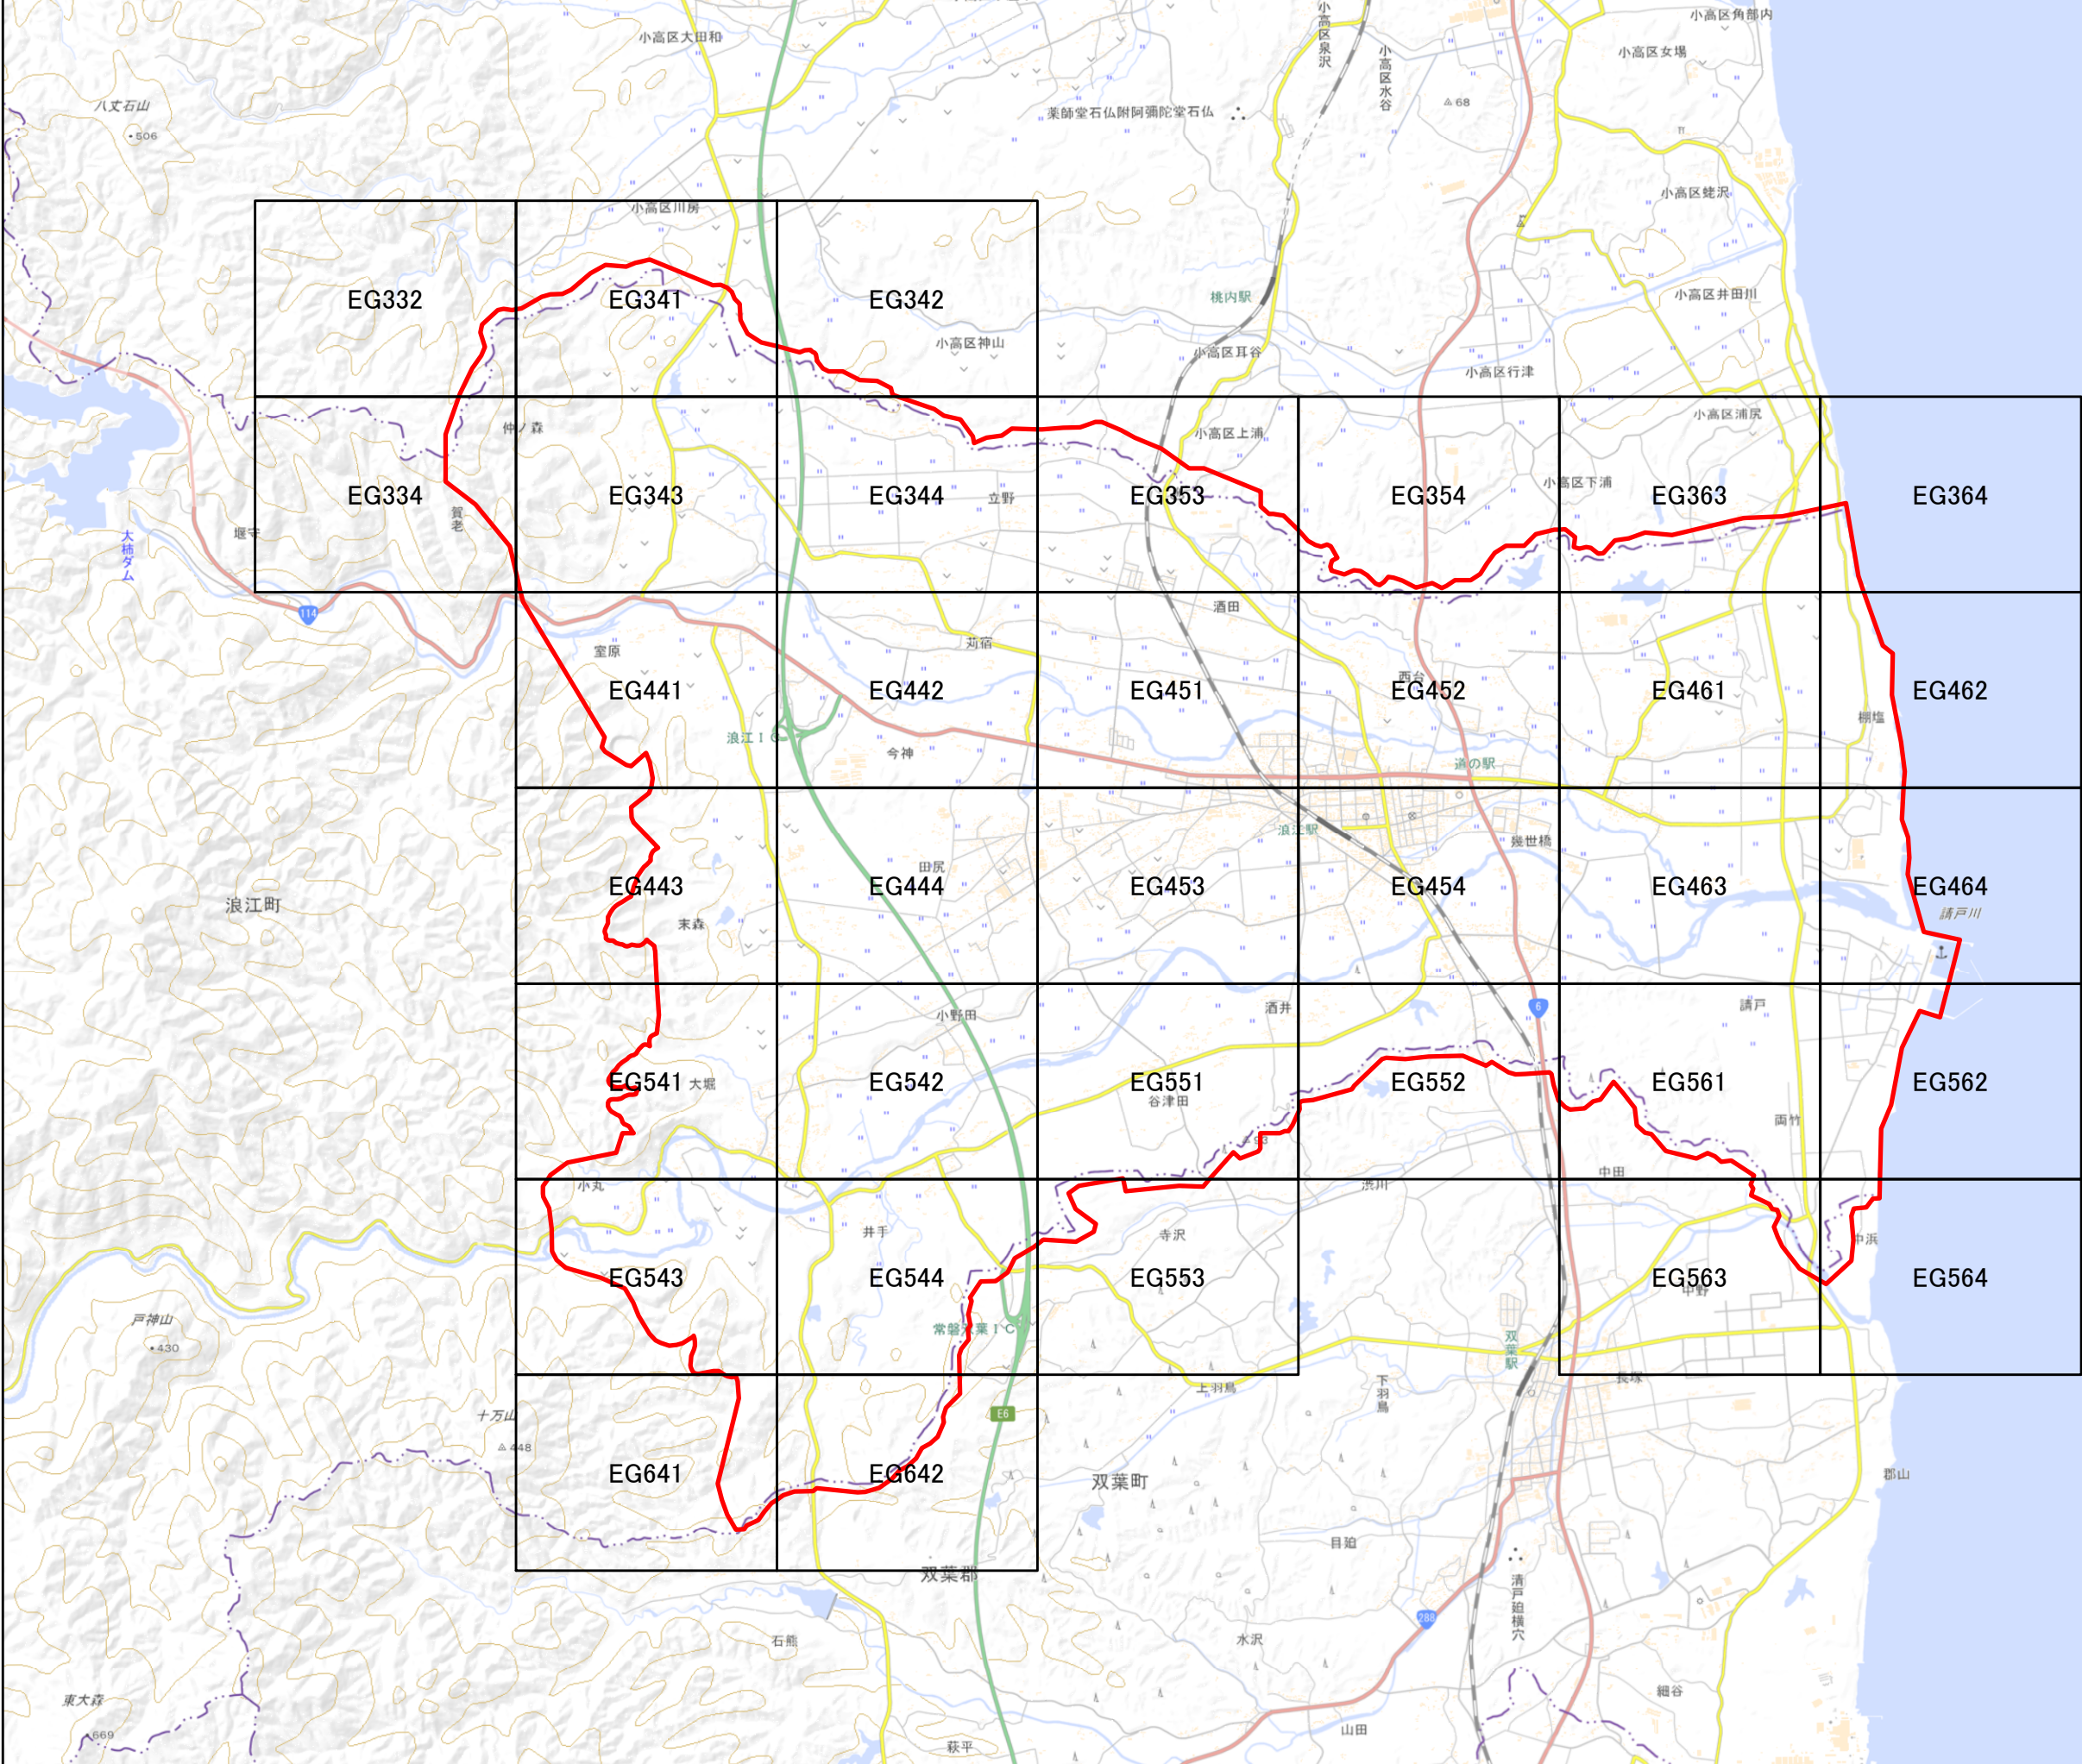 小高区角部内
小高区大田和
小高区泉沢
小高区女場
小高区水谷
八丈石山
506
薬師堂石仏附阿彌陀堂石仏
68
小高区蛯沢
小高区川房
EG332
EG341
EG342
桃内駅
小高区井田川
小高区神山
小高区耳谷
小高区行津
仲ノ森
小高区上浦
小高区浦尻
EG334
EG343
EG344
立野
EG353
EG354
小高区下浦
EG363
EG364
賀老
堰守
大柿ダム
114
酒田
室原
苅宿
EG441
EG442
EG451
西台
EG452
EG461
EG462
棚塩
浪江IC
今神
道の駅
浪江駅
幾世橋
田尻
EG443
EG444
EG453
EG454
EG463
EG464
浪江町
末森
請戸川
小野田
酒井
6
請戸
EG541
大堀
EG542
EG551
EG552
EG561
EG562
谷津田
両竹
93
小丸
渋川
中田
井手
寺沢
中浜
EG543
EG544
EG553
EG563
EG564
中野
戸神山
430
常磐双葉IC
双葉駅
上羽鳥
下羽鳥
長塚
十万山
448
E6
EG641
EG642
双葉町
郡山
目迫
双葉郡
清戸廹横穴
288
石熊
水沢
東大森
669
細谷
山田
萩平